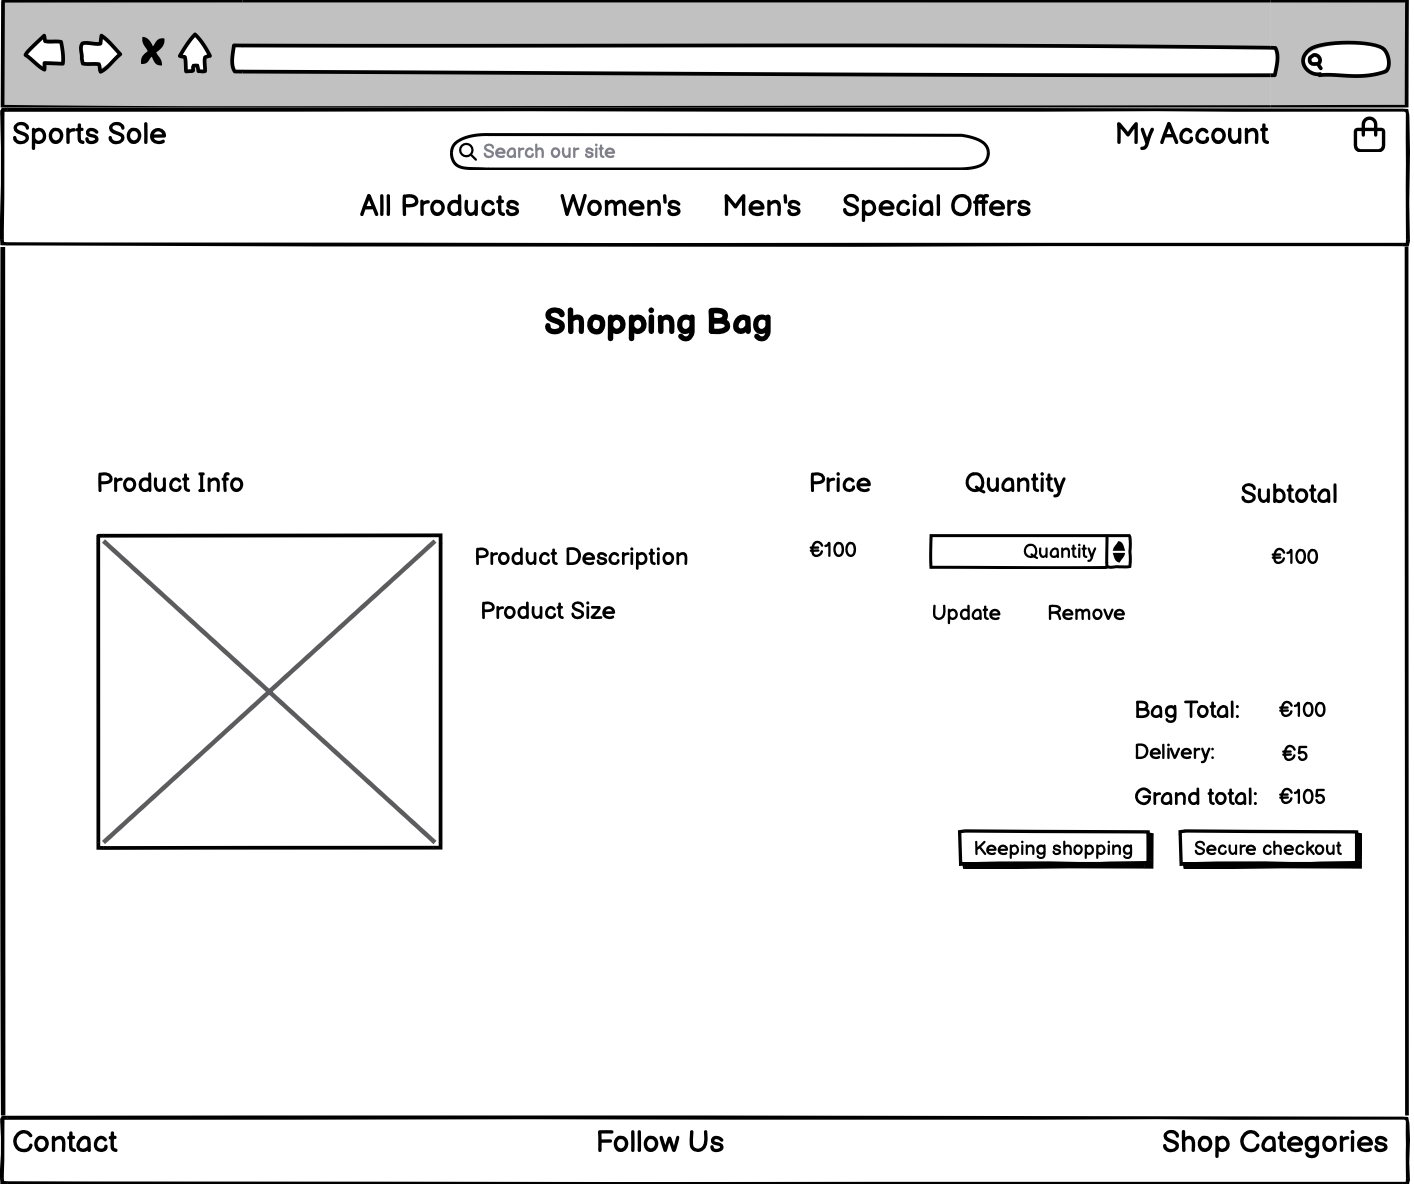 Sports Sole
Search our site
My Account
All Products Women's Men's Special Offers
Shopping Bag
Product Info Price Quantity Subtotal
Product Description €100 Quantity €100
Product Size Update Remove
Bag Total: €100
Delivery: €5
Grand total: €105
Keeping shopping Secure checkout
Contact Follow Us Shop Categories